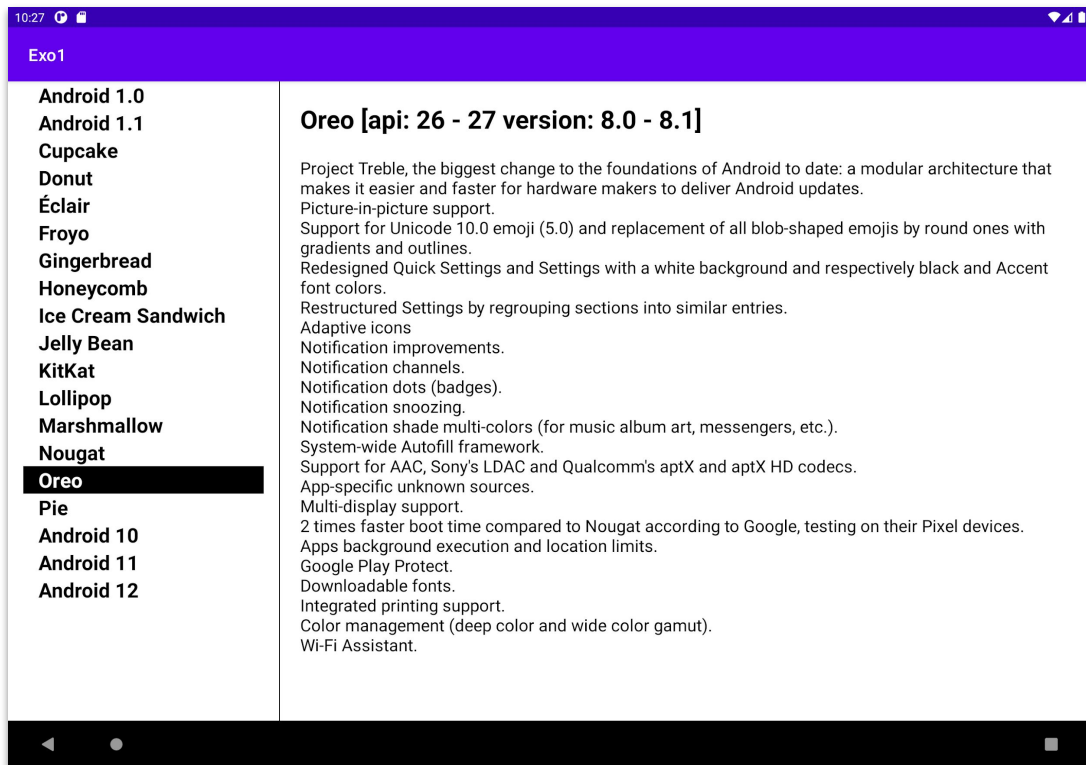 10:27
Exo1
Android 1.0
Android 1.1
Cupcake
Donut
Éclair
Froyo
Gingerbread
Honeycomb
Ice Cream Sandwich
Jelly Bean
KitKat
Lollipop
Marshmallow
Nougat
Oreo
Pie
Android 10
Android 11
Android 12
Oreo [api: 26 - 27 version: 8.0 - 8.1]
Project Treble, the biggest change to the foundations of Android to date: a modular architecture that
makes it easier and faster for hardware makers to deliver Android updates.
Picture-in-picture support.
Support for Unicode 10.0 emoji (5.0) and replacement of all blob-shaped emojis by round ones with
gradients and outlines.
Redesigned Quick Settings and Settings with a white background and respectively black and Accent
font colors.
Restructured Settings by regrouping sections into similar entries.
Adaptive icons
Notification improvements.
Notification channels.
Notification dots (badges).
Notification snoozing.
Notification shade multi-colors (for music album art, messengers, etc.).
System-wide Autofill framework.
Support for AAC, Sony's LDAC and Qualcomm's aptX and aptX HD codecs.
App-specific unknown sources.
Multi-display support.
2 times faster boot time compared to Nougat according to Google, testing on their Pixel devices.
Apps background execution and location limits.
Google Play Protect.
Downloadable fonts.
Integrated printing support.
Color management (deep color and wide color gamut).
Wi-Fi Assistant.